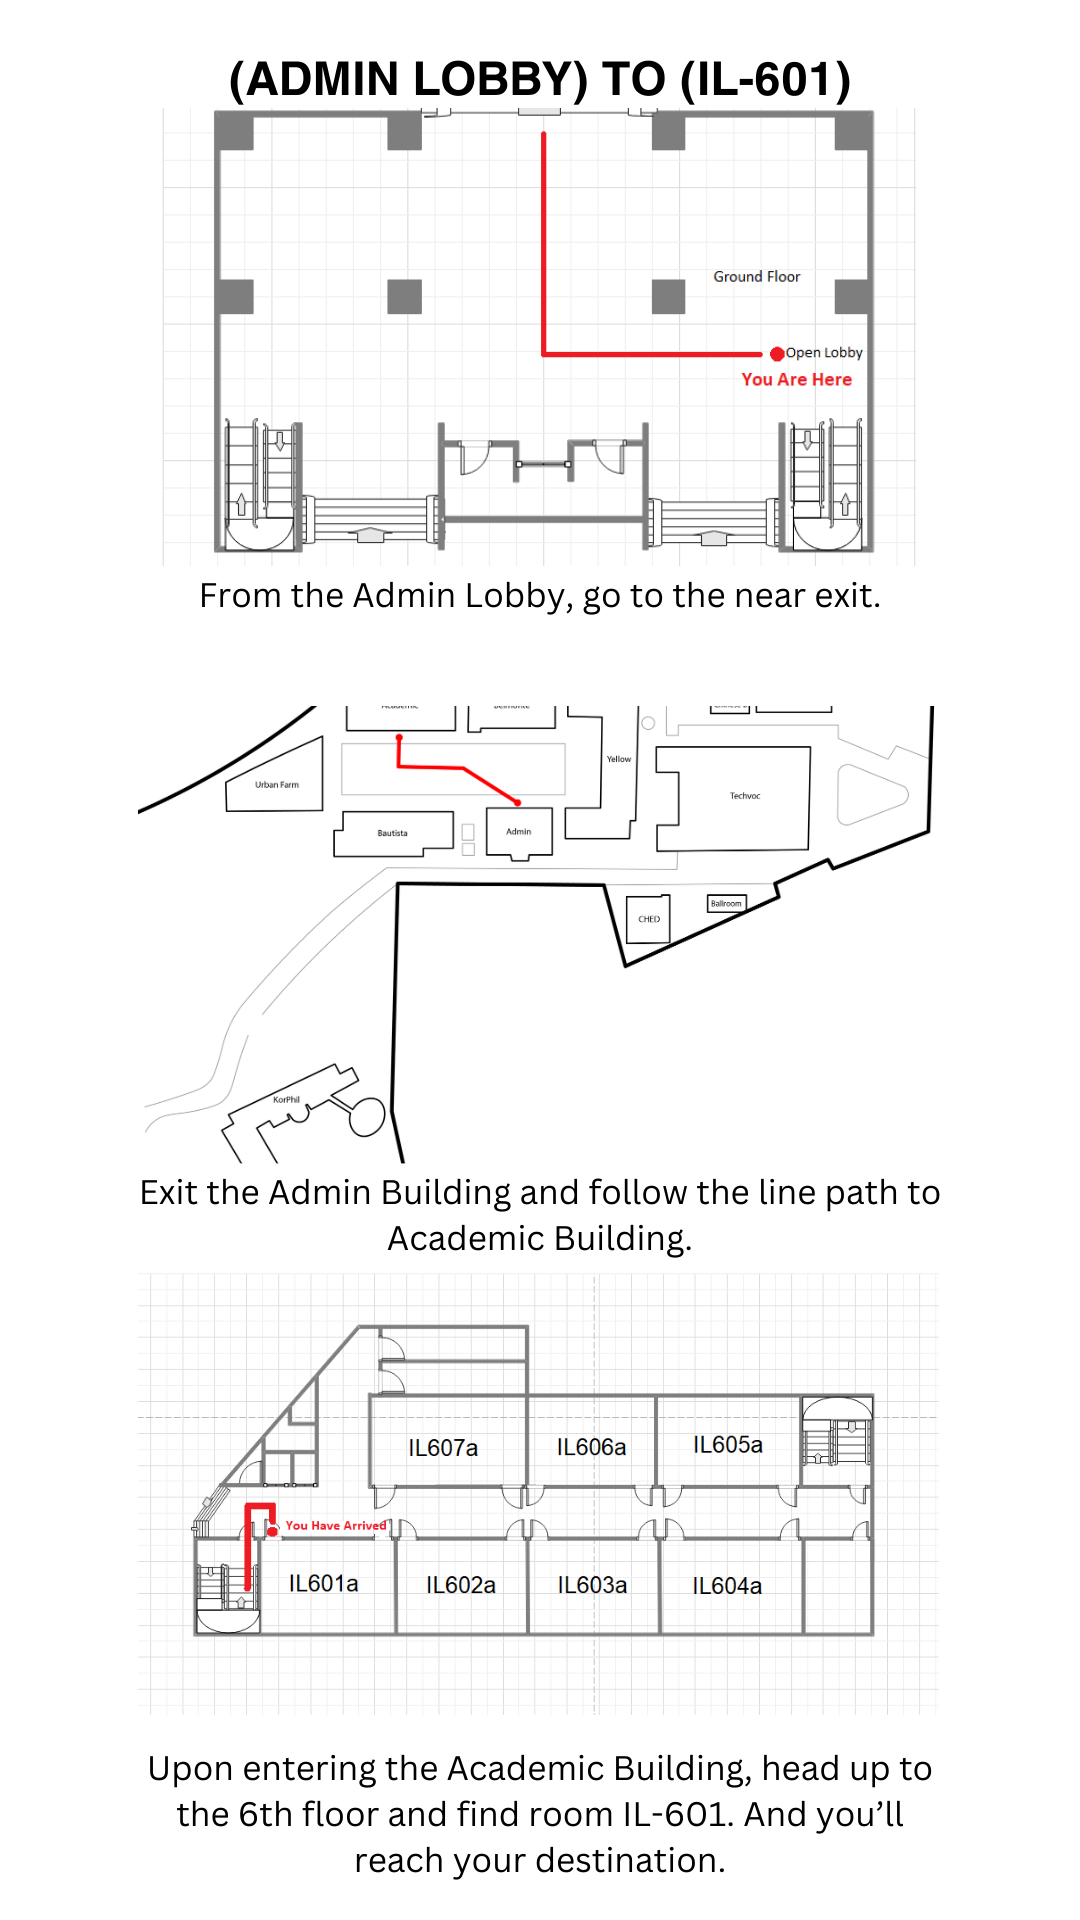 (ADMIN LOBBY) TO (IL-601)
Ground Floor
Open Lobby
You Are Here
From the Admin Lobby, go to the near exit.
Academic
Belmonte
Yellow
Urban Farm
Techvoc
Bautista
Admin
Ballroom
CHED
KorPhil
Exit the Admin Building and follow the line path to
Academic Building.
IL607a
IL606a
IL605a
You Have Arrived
IL601a
IL602a
IL603a
IL604a
Upon entering the Academic Building, head up to
the 6th floor and find room IL-601. And you’ll
reach your destination.